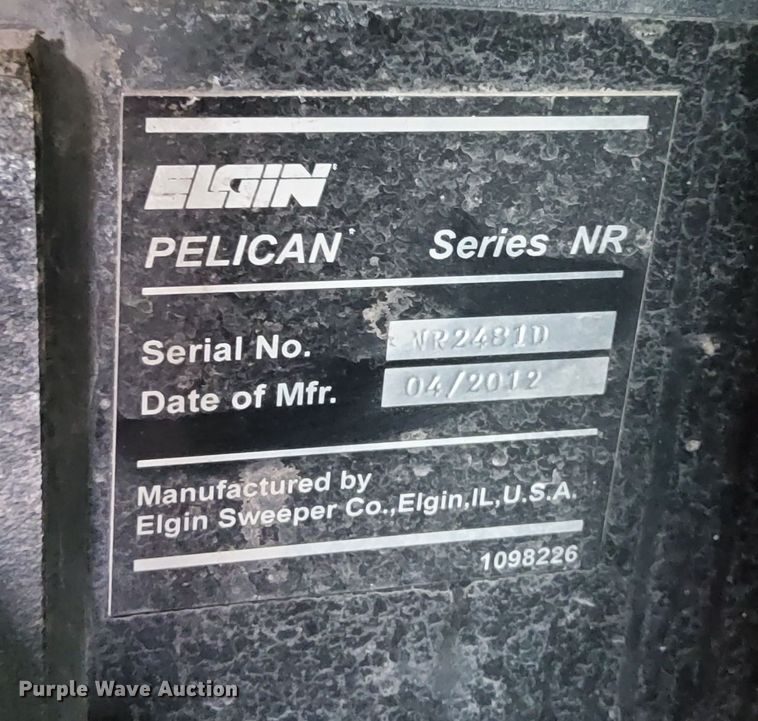 ELGIN®
PELICAN® Series NR
Serial No. NR2481D
Date of Mfr. 04/2012
Manufactured by
Elgin Sweeper Co.,Elgin,IL,U.S.A.
1098226
Purple Wave Auction